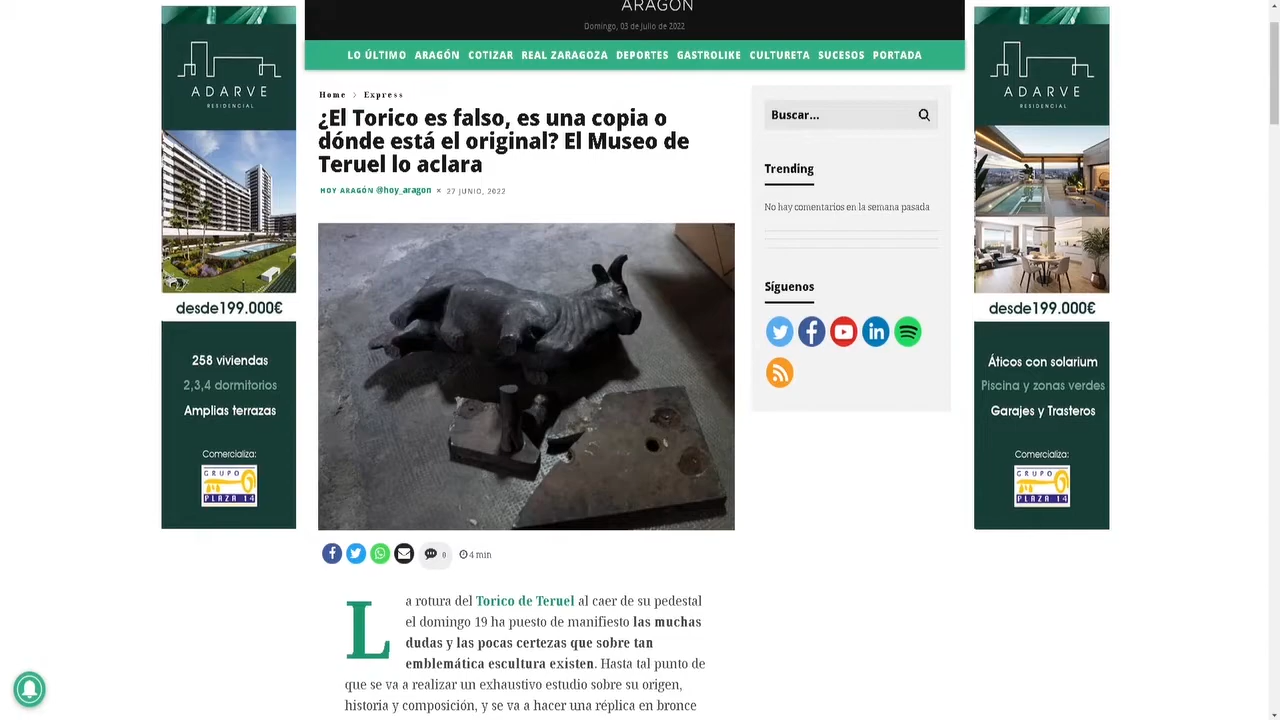 ARAGÓN
Domingo, 03 de Julio de 2022
LO ÚLTIMO ARAGÓN COTIZAR REAL ZARAGOZA DEPORTES GASTROLIKE CULTURETA SUCESOS PORTADA
ADARVE
RESIDENCIAL
desde199.000€
258 viviendas
2,3,4 dormitorios
Amplias terrazas
Comercializa:
GRUPO
PLAZA 14
Home > Express
¿El Torico es falso, es una copia o
dónde está el original? El Museo de
Teruel lo aclara
HOY ARAGÓN @hoy_aragon × 27 JUNIO, 2022
0
4 min
La rotura del Torico de Teruel al caer de su pedestal
el domingo 19 ha puesto de manifiesto las muchas
dudas y las pocas certezas que sobre tan
emblemática escultura existen. Hasta tal punto de
que se va a realizar un exhaustivo estudio sobre su origen,
historia y composición, y se va a hacer una réplica en bronce
Buscar...
Trending
No hay comentarios en la semana pasada
Síguenos
ADARVE
RESIDENCIAL
desde199.000€
Áticos con solarium
Piscina y zonas verdes
Garajes y Trasteros
Comercializa:
GRUPO
PLAZA 14